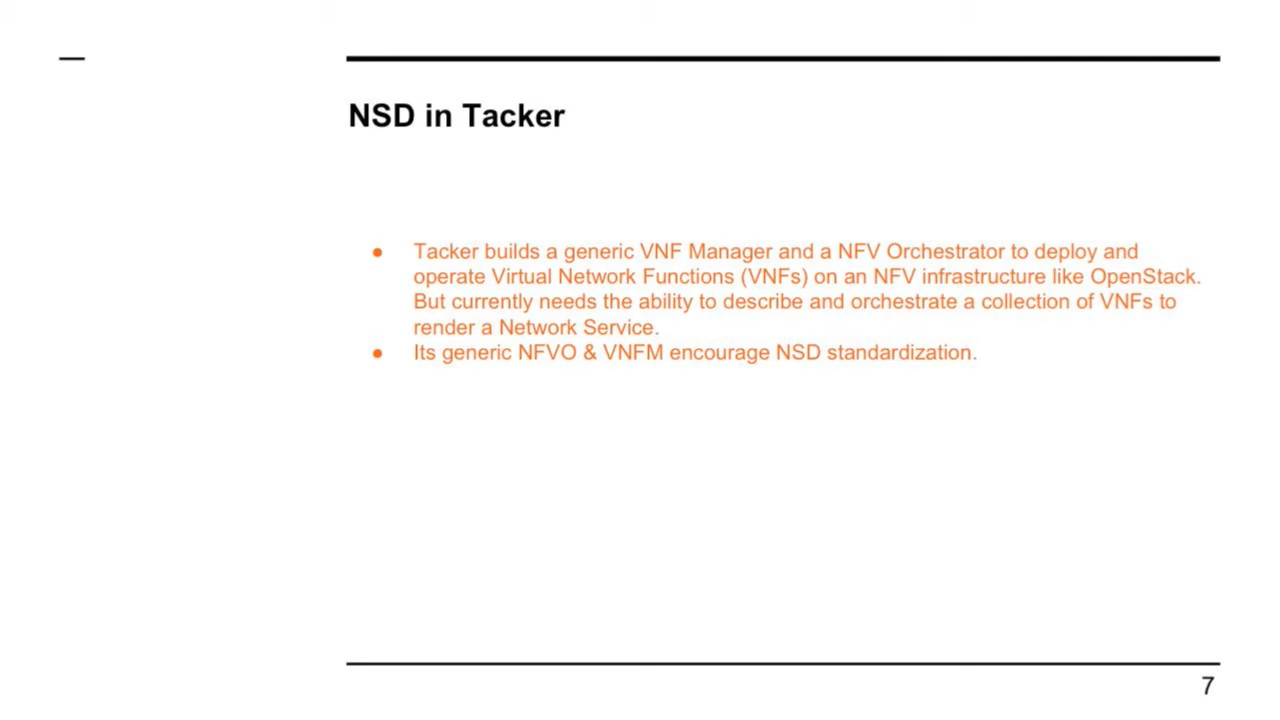 NSD in Tacker
● Tacker builds a generic VNF Manager and a NFV Orchestrator to deploy and
operate Virtual Network Functions (VNFs) on an NFV infrastructure like OpenStack.
But currently needs the ability to describe and orchestrate a collection of VNFs to
render a Network Service.
● Its generic NFVO & VNFM encourage NSD standardization.
7